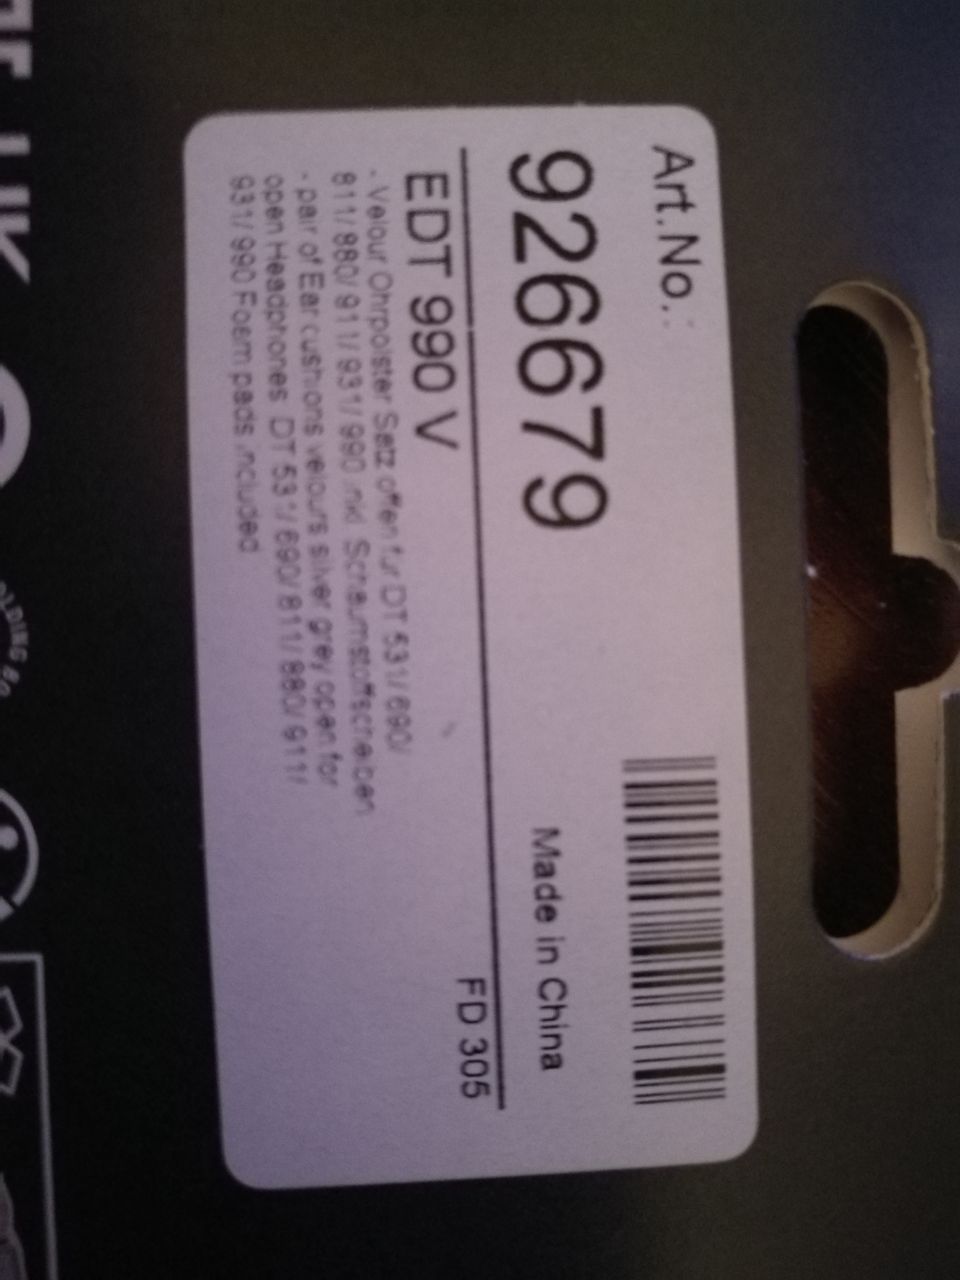 Art.No.:
926679
Made in China
EDT 990 V
FD 305
- Velour Ohrpolster Satz offen für DT 531/ 690/
811/ 880/ 911/ 931/ 990 inkl. Schaumstoffscheiben
- pair of Ear cushions velours silver grey open for
open Headphones DT 531/ 690/ 811/ 880/ 911/
931/ 990 Foam pads included